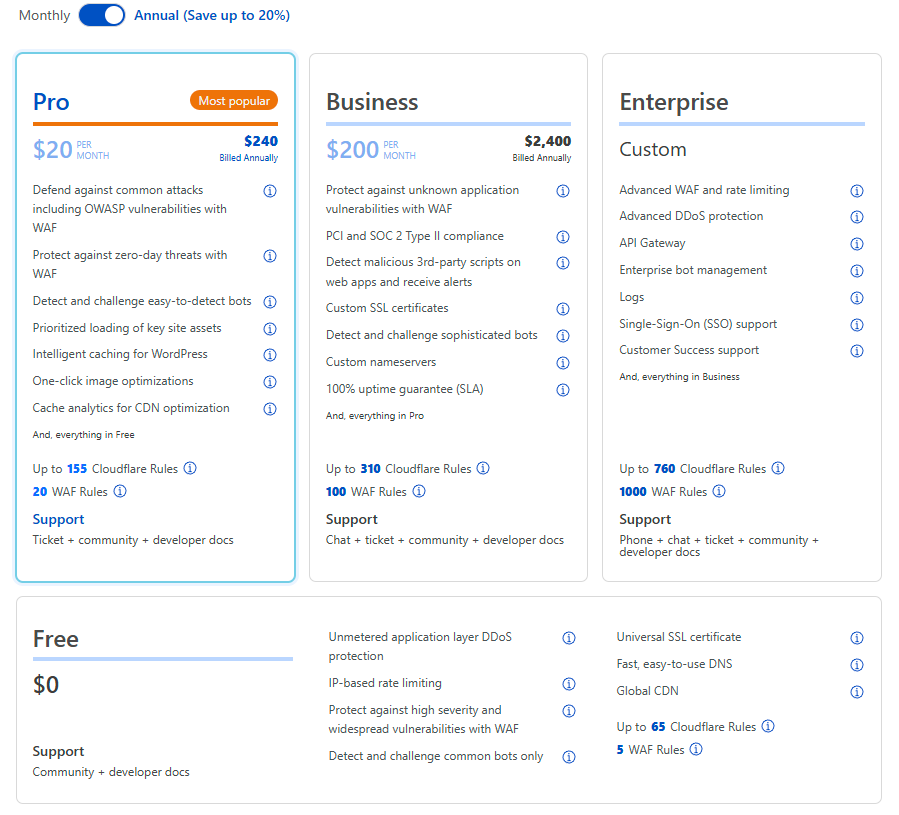 Monthly Annual (Save up to 20%)
Pro Most popular
$20 PER MONTH $240 Billed Annually
Defend against common attacks
including OWASP vulnerabilities with
WAF
Protect against zero-day threats with
WAF
Detect and challenge easy-to-detect bots
Prioritized loading of key site assets
Intelligent caching for WordPress
One-click image optimizations
Cache analytics for CDN optimization
And, everything in Free
Up to 155 Cloudflare Rules
20 WAF Rules
Support
Ticket + community + developer docs
Business
$200 PER MONTH $2,400 Billed Annually
Protect against unknown application
vulnerabilities with WAF
PCI and SOC 2 Type II compliance
Detect malicious 3rd-party scripts on
web apps and receive alerts
Custom SSL certificates
Detect and challenge sophisticated bots
Custom nameservers
100% uptime guarantee (SLA)
And, everything in Pro
Up to 310 Cloudflare Rules
100 WAF Rules
Support
Chat + ticket + community + developer docs
Enterprise
Custom
Advanced WAF and rate limiting
Advanced DDoS protection
API Gateway
Enterprise bot management
Logs
Single-Sign-On (SSO) support
Customer Success support
And, everything in Business
Up to 760 Cloudflare Rules
1000 WAF Rules
Support
Phone + chat + ticket + community +
developer docs
Free
$0
Support
Community + developer docs
Unmetered application layer DDoS
protection
IP-based rate limiting
Protect against high severity and
widespread vulnerabilities with WAF
Detect and challenge common bots only
Universal SSL certificate
Fast, easy-to-use DNS
Global CDN
Up to 65 Cloudflare Rules
5 WAF Rules